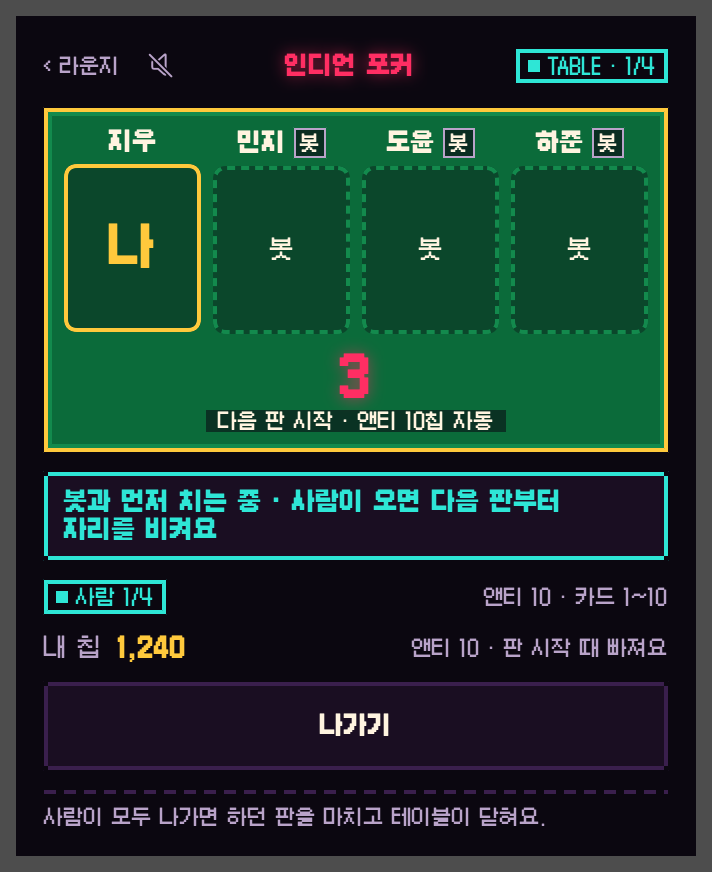 ‹ 라운지
인디언 포커
TABLE · 1/4
지우
민지 봇
도윤 봇
하준 봇
나
봇
봇
봇
3
다음 판 시작 · 앤티 10칩 자동
봇과 먼저 치는 중 · 사람이 오면 다음 판부터
자리를 비켜요
사람 1/4
앤티 10 · 카드 1~10
내 칩 1,240
앤티 10 · 판 시작 때 빠져요
나가기
사람이 모두 나가면 하던 판을 마치고 테이블이 닫혀요.